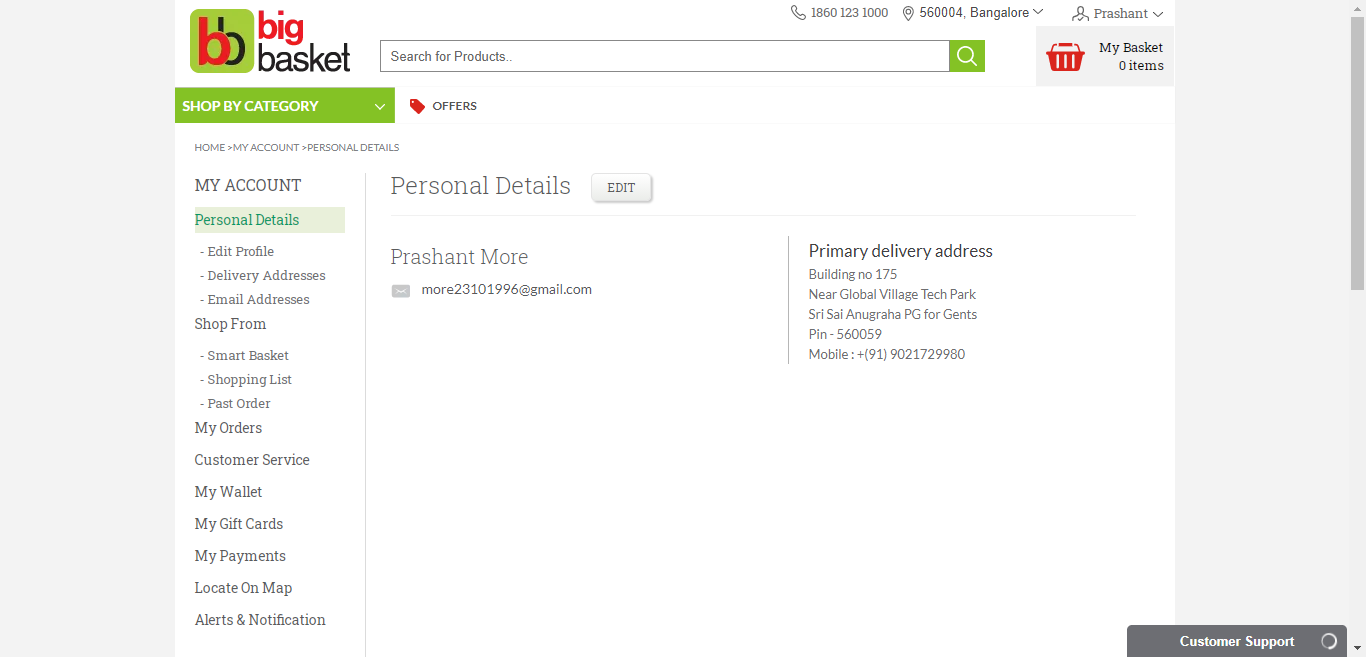 big
basket
1860 123 1000
560004, Bangalore
Prashant
Search for Products..
My Basket
0 items
SHOP BY CATEGORY
OFFERS
HOME >MY ACCOUNT >PERSONAL DETAILS
MY ACCOUNT
Personal Details
- Edit Profile
- Delivery Addresses
- Email Addresses
Shop From
- Smart Basket
- Shopping List
- Past Order
My Orders
Customer Service
My Wallet
My Gift Cards
My Payments
Locate On Map
Alerts & Notification
Personal Details
EDIT
Prashant More
more23101996@gmail.com
Primary delivery address
Building no 175
Near Global Village Tech Park
Sri Sai Anugraha PG for Gents
Pin - 560059
Mobile : +(91) 9021729980
Customer Support